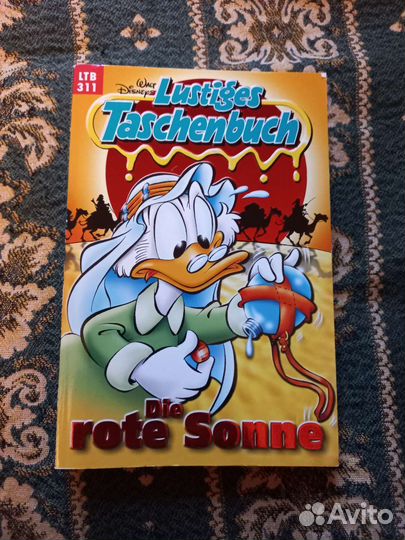 LTB
311
WALT
DISNEY
Lustiges
Taschenbuch
Die
rote Sonne
Avito